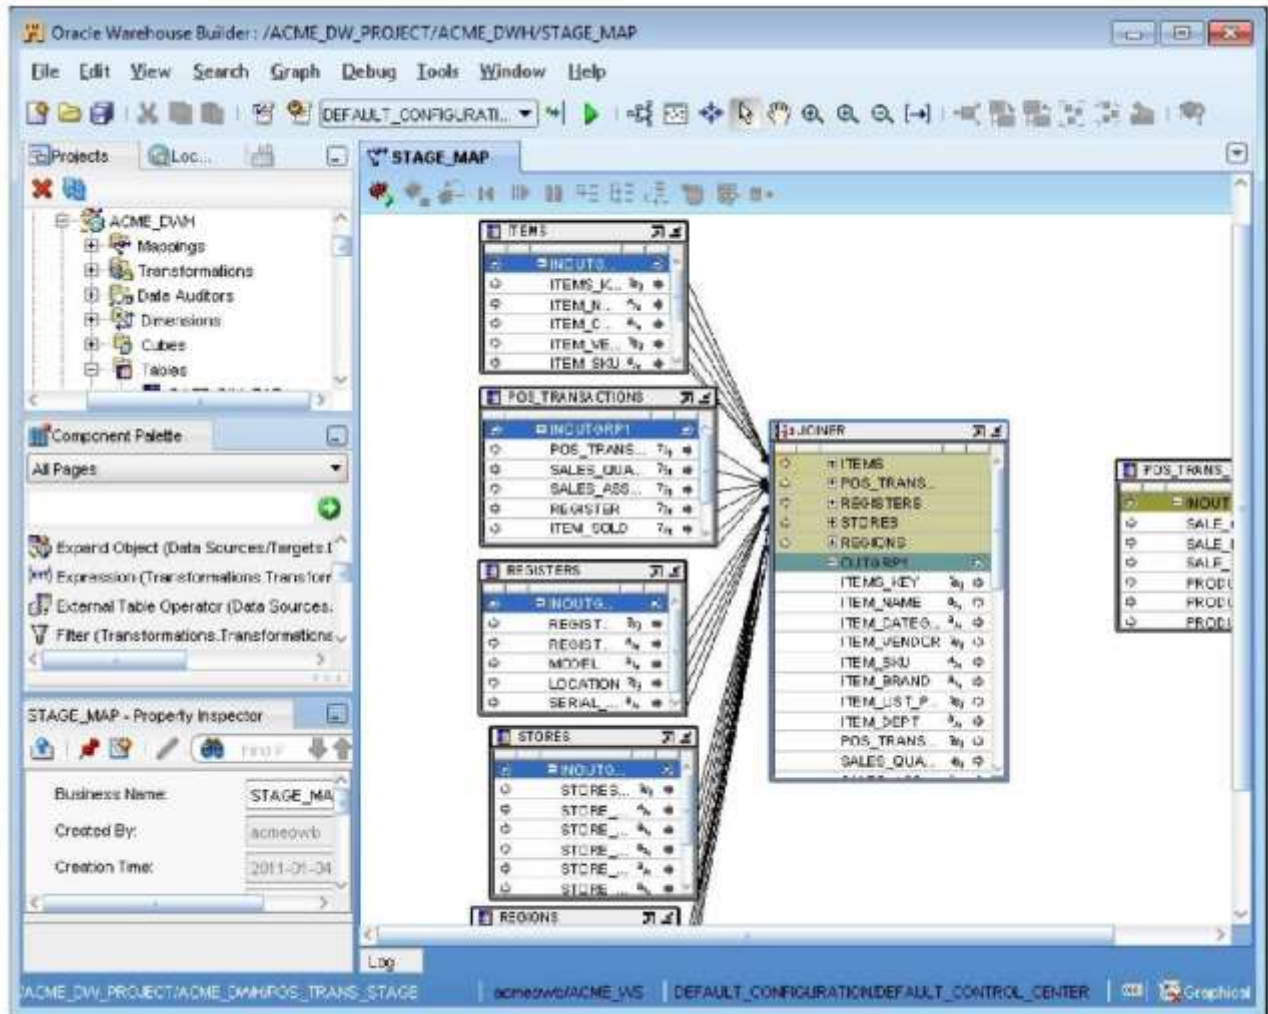 Oracle Warehouse Builder: /ACME_DW_PROJECT/ACME_DWH/STAGE_MAP
File Edit View Search Graph Debug Tools Window Help
DEFAULT_CONFIGURATI...
Projects Loc...
STAGE_MAP
ACME_DWH
Mappings
Transformations
Data Auditors
Dimensions
Cubes
Tables
Component Palette
All Pages
Expand Object (Data Sources/Targets.
Expression (Transformations.Transforr
External Table Operator (Data Sources.
Filter (Transformations.Transformations
STAGE_MAP - Property Inspector
Business Name: STAGE_MA
Created By: acmeowb
Creation Time: 2011-01-04
ITEMS
INOUTG...
ITEMS_K...
ITEM_N...
ITEM_C...
ITEM_VE...
ITEM_SKU
POS_TRANSACTIONS
INOUTGRP1
POS_TRANS...
SALES_QUA...
SALES_ASS...
REGISTER
ITEM_SOLD
REGISTERS
INOUTG...
REGIST...
REGIST...
MODEL
LOCATION
SERIAL_...
STORES
INOUTG...
STORES...
STORE_...
STORE_...
STORE_...
STORE_...
STORE_...
REGIONS
JOINER
ITEMS
POS_TRANS...
REGISTERS
STORES
REGIONS
OUTGRP1
ITEMS_KEY
ITEM_NAME
ITEM_CATEG...
ITEM_VENDOR
ITEM_SKU
ITEM_BRAND
ITEM_LIST_P...
ITEM_DEPT
POS_TRANS...
SALES_QUA...
POS_TRANS_
INOUT
SALE_
SALE_
SALE_
PRODU
PRODU
PRODU
Log
/ACME_DW_PROJECT/ACME_DWH/POS_TRANS_STAGE acmeowb/ACME_WS DEFAULT_CONFIGURATION/DEFAULT_CONTROL_CENTER Graphical